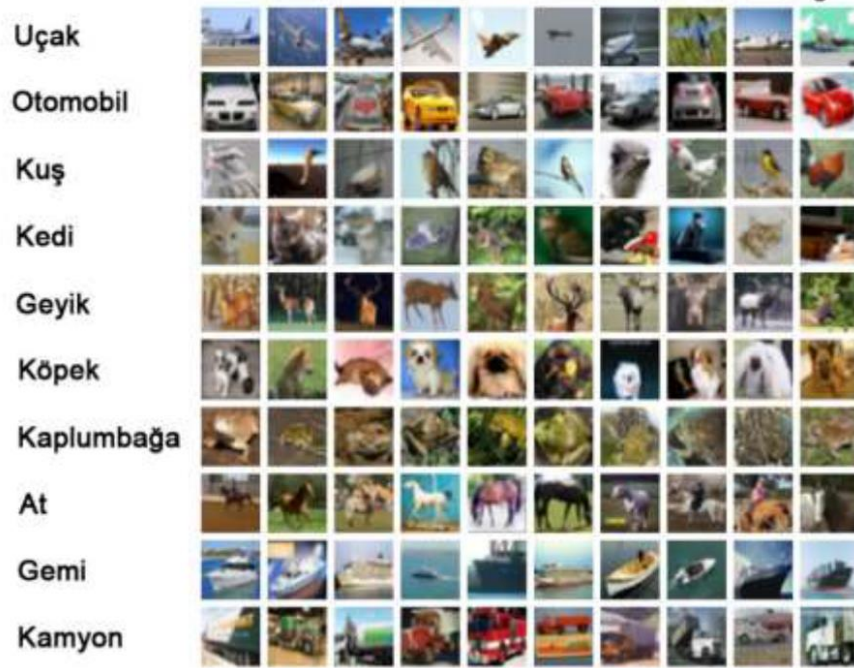 Uçak
Otomobil
Kuş
Kedi
Geyik
Köpek
Kaplumbağa
At
Gemi
Kamyon